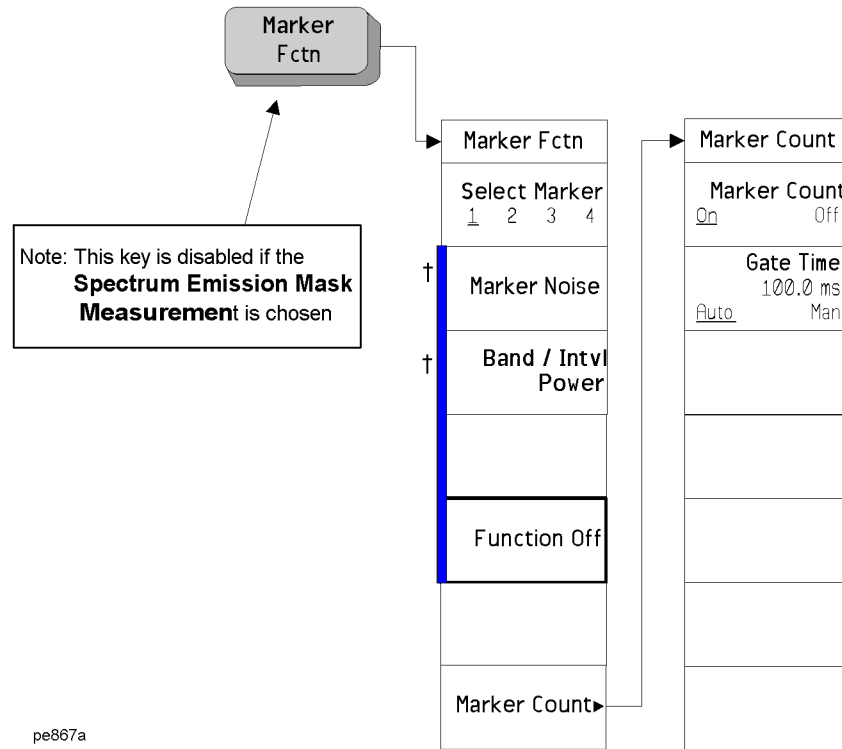 Marker
Fctn
Note: This key is disabled if the
Spectrum Emission Mask
Measurement is chosen
Marker Fctn
Select Marker
1 2 3 4
†
Marker Noise
†
Band / Intvl
Power
Function Off
Marker Count
Marker Count
Marker Count
On Off
Gate Time
100.0 ms
Auto Man
pe867a